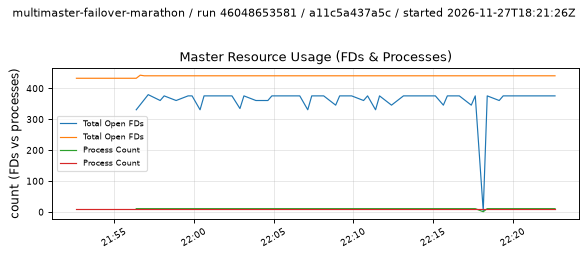 multimaster-failover-marathon / run 46048653581 / a11c5a437a5c / started 2026-11-27T18:21:26Z
Master Resource Usage (FDs & Processes)
count (FDs vs processes)
400
300
200
100
0
Total Open FDs
Total Open FDs
Process Count
Process Count
21:55
22:00
22:05
22:10
22:15
22:20